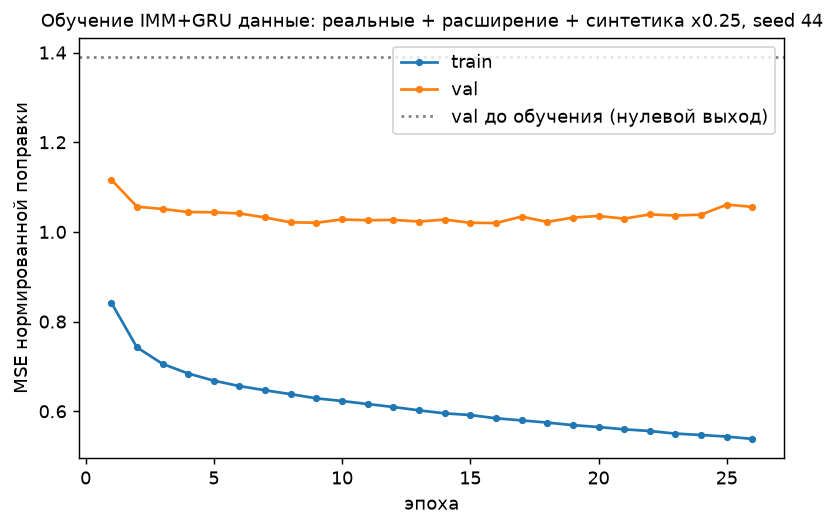 Обучение IMM+GRU данные: реальные + расширение + синтетика x0.25, seed 44
MSE нормированной поправки
1.4
1.2
1.0
0.8
0.6
train
val
val до обучения (нулевой выход)
0
5
10
15
20
25
эпоха